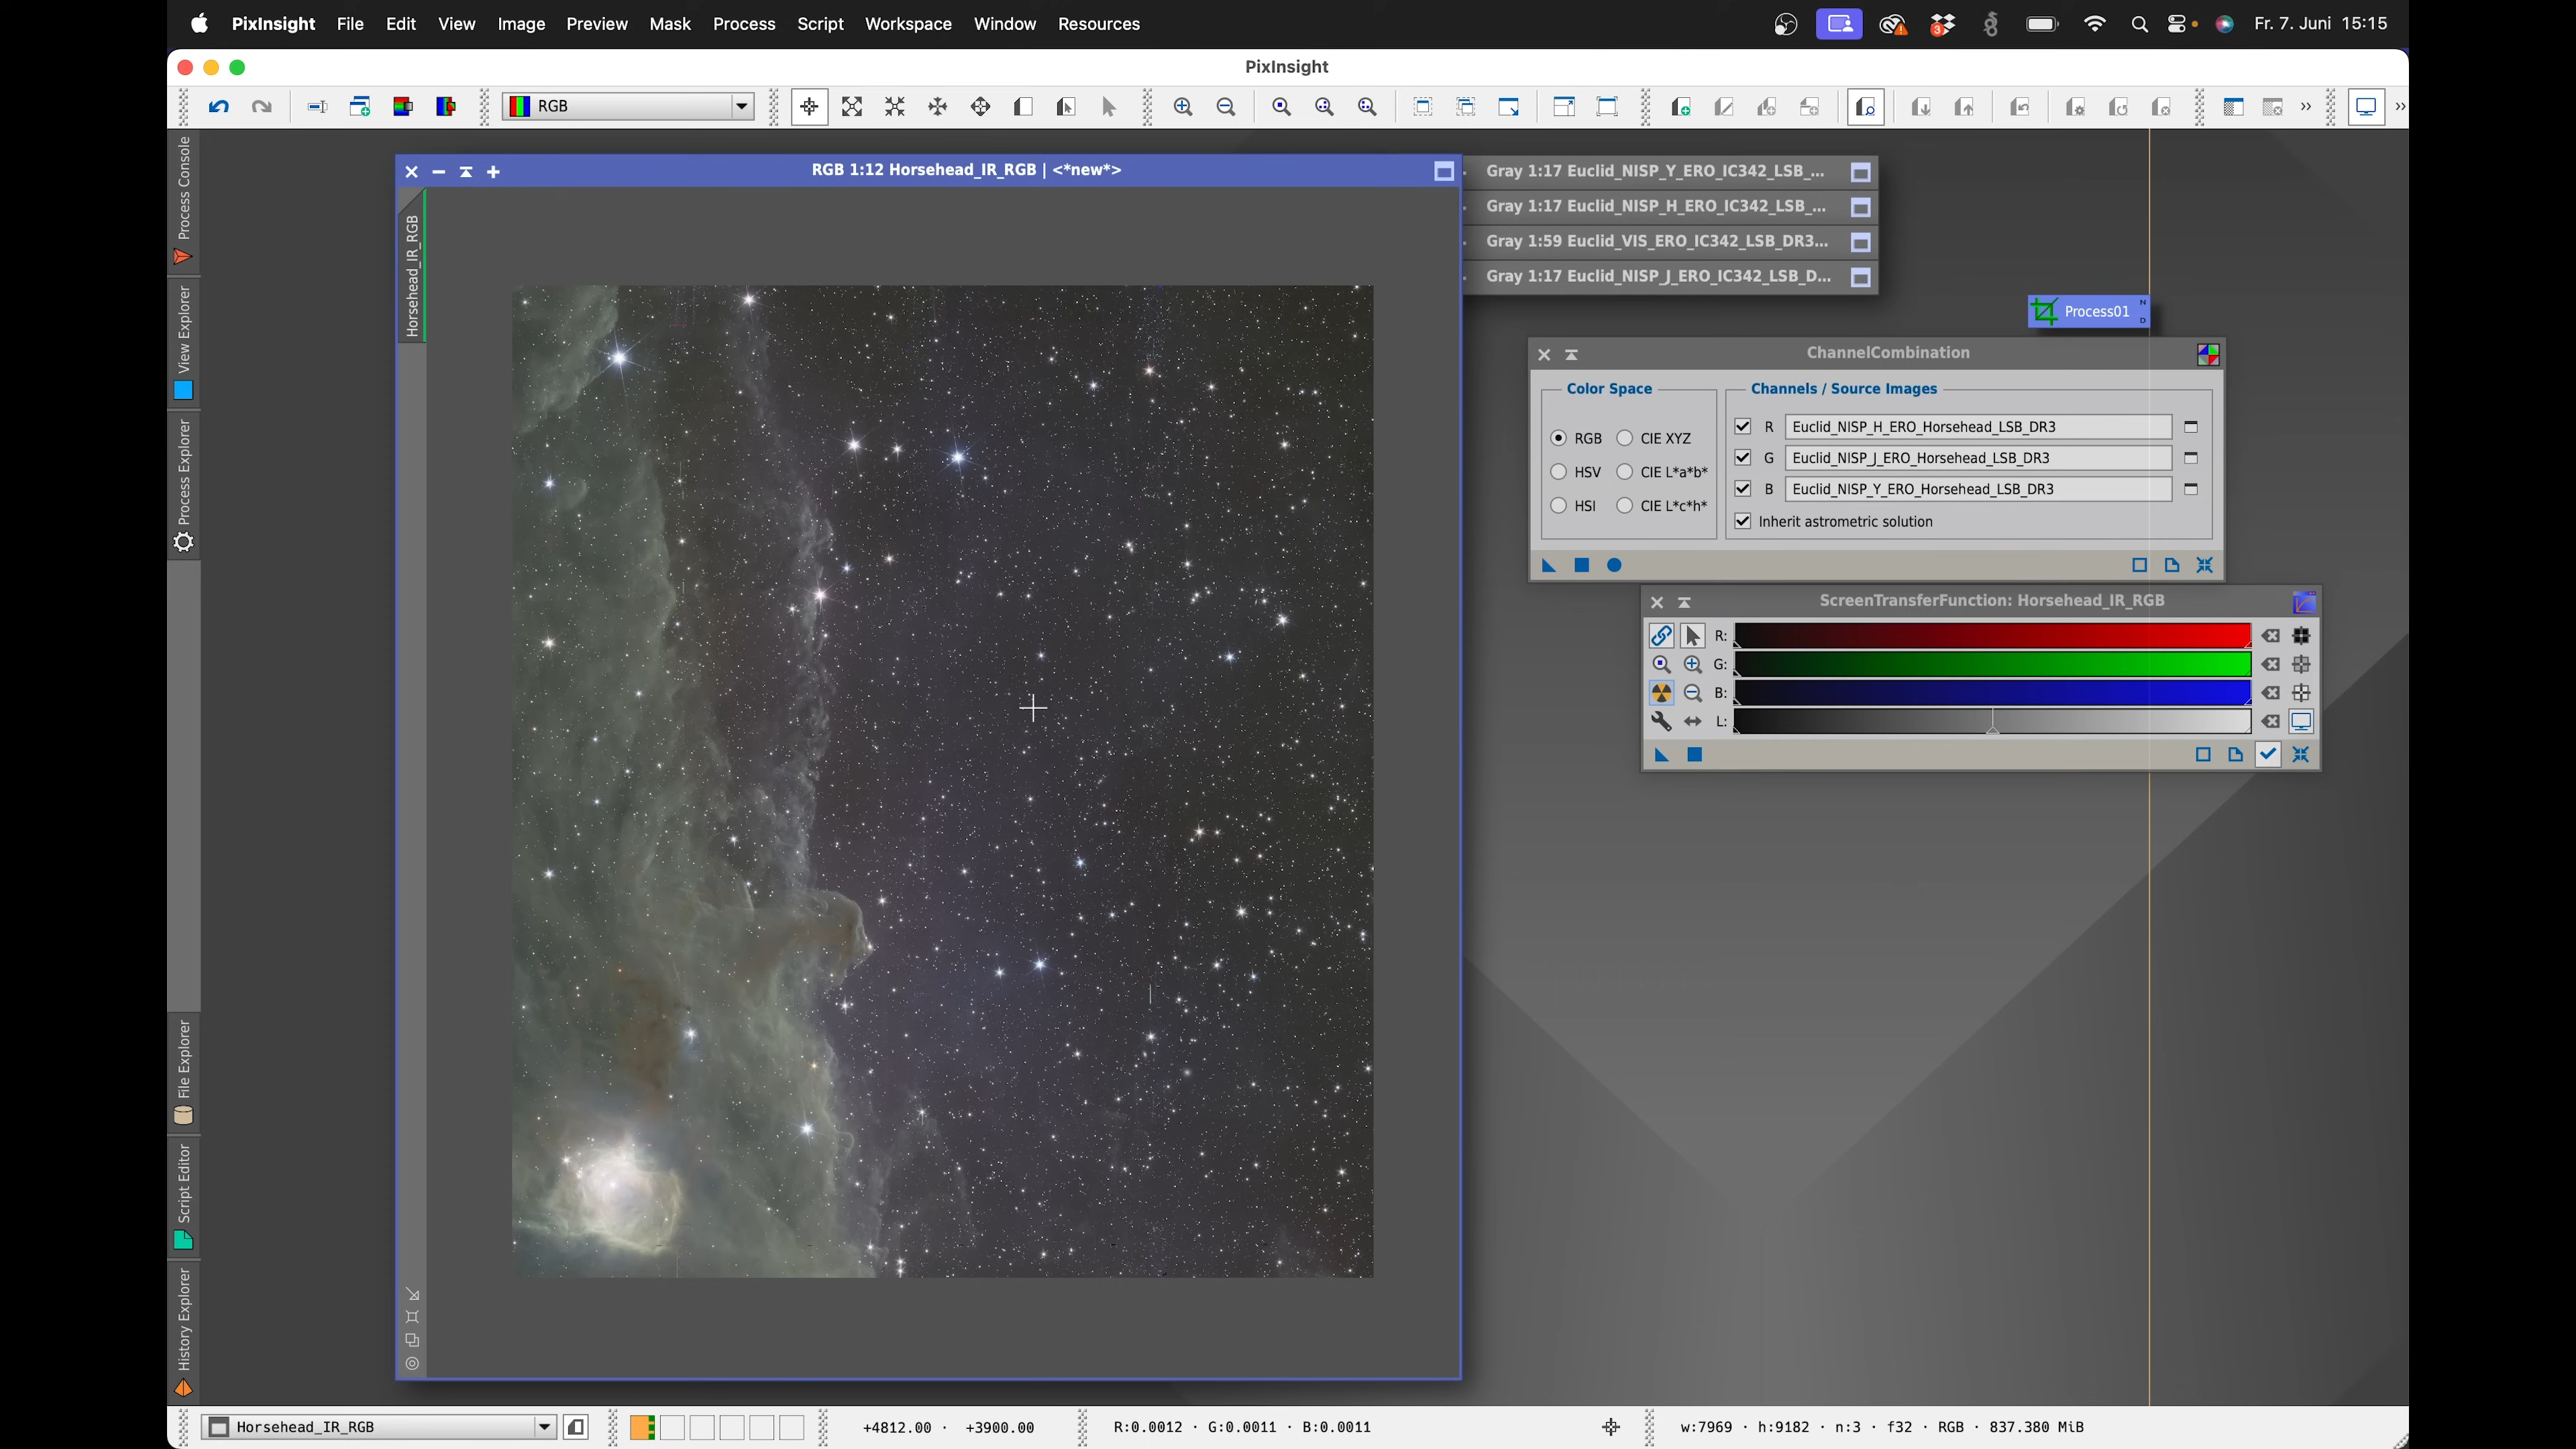 PixInsight File Edit View Image Preview Mask Process Script Workspace Window Resources
3
Fr. 7. Juni 15:15
PixInsight
RGB
Process Console
View Explorer
Process Explorer
File Explorer
Script Editor
History Explorer
RGB 1:12 Horsehead_IR_RGB | <*new*>
Horsehead_IR_RGB
Gray 1:17 Euclid_NISP_Y_ERO_IC342_LSB_...
Gray 1:17 Euclid_NISP_H_ERO_IC342_LSB_...
Gray 1:59 Euclid_VIS_ERO_IC342_LSB_DR3...
Gray 1:17 Euclid_NISP_J_ERO_IC342_LSB_D...
Process01
N
D
ChannelCombination
Color Space
RGB CIE XYZ
HSV CIE L*a*b*
HSI CIE L*c*h*
Channels / Source Images
R Euclid_NISP_H_ERO_Horsehead_LSB_DR3
G Euclid_NISP_J_ERO_Horsehead_LSB_DR3
B Euclid_NISP_Y_ERO_Horsehead_LSB_DR3
Inherit astrometric solution
ScreenTransferFunction: Horsehead_IR_RGB
R:
G:
B:
L:
Horsehead_IR_RGB
+4812.00 · +3900.00
R:0.0012 · G:0.0011 · B:0.0011
w:7969 · h:9182 · n:3 · f32 · RGB · 837.380 MiB